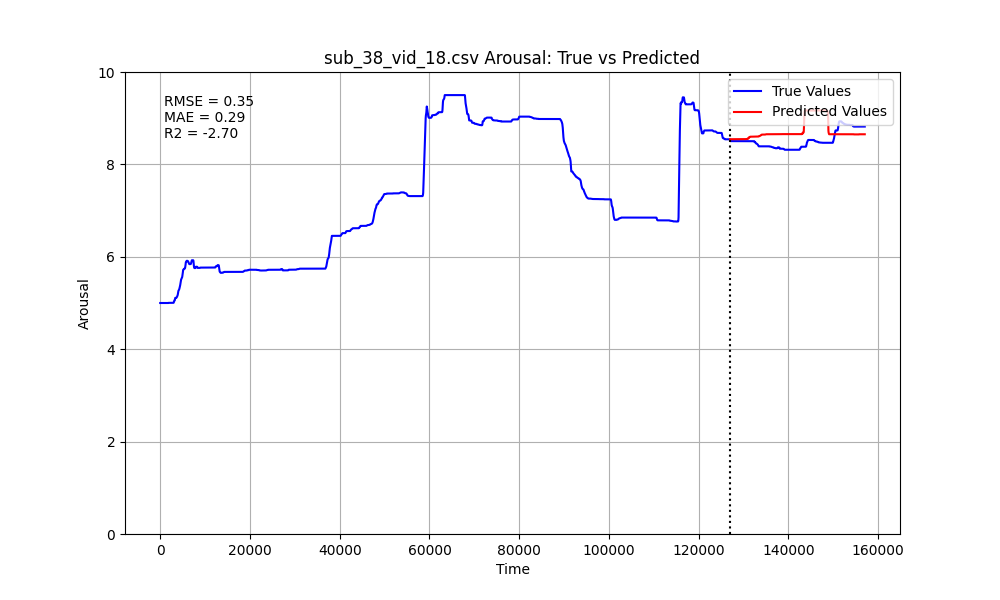 sub_38_vid_18.csv Arousal: True vs Predicted
RMSE = 0.35
MAE = 0.29
R2 = -2.70
True Values
Predicted Values
10
8
6
4
2
0
Arousal
0 20000 40000 60000 80000 100000 120000 140000 160000
Time